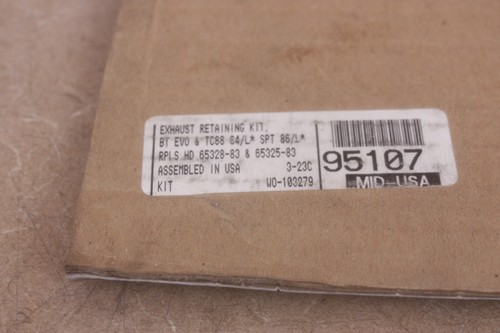 EXHAUST RETAINING KIT,
BT EVO & TC88 84/L* SPT 86/L*
RPLS HD 65328-83 & 65325-83
ASSEMBLED IN USA 3-23C
KIT WO-103279
95107
MID-USA